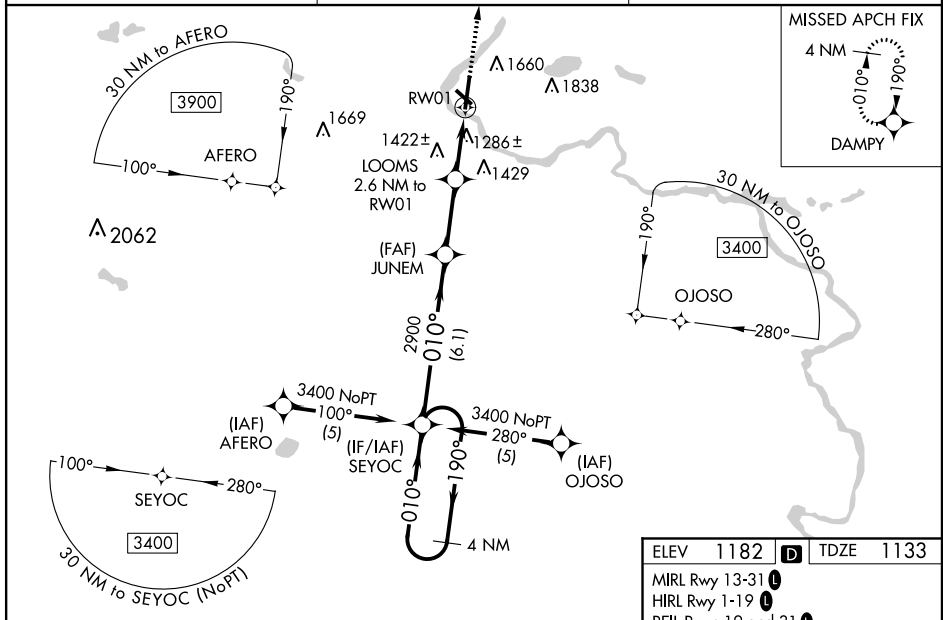 MISSED APCH FIX
4 NM
010°
190°
DAMPY
30 NM to AFERO
3900
190°
100°
AFERO
1669
2062
RW01
1660
1838
1422±
1286±
1429
LOOMS
2.6 NM to
RW01
(FAF)
JUNEM
30 NM to OJOSO
190°
3400
OJOSO
280°
2900
010°
(6.1)
3400 NoPT
100°
(5)
(IAF)
AFERO
(IF/IAF)
SEYOC
3400 NoPT
280°
(5)
(IAF)
OJOSO
010°
190°
4 NM
100°
SEYOC
280°
3400
30 NM to SEYOC (NoPT)
ELEV 1182 D TDZE 1133
MIRL Rwy 13-31 L
HIRL Rwy 1-19 L